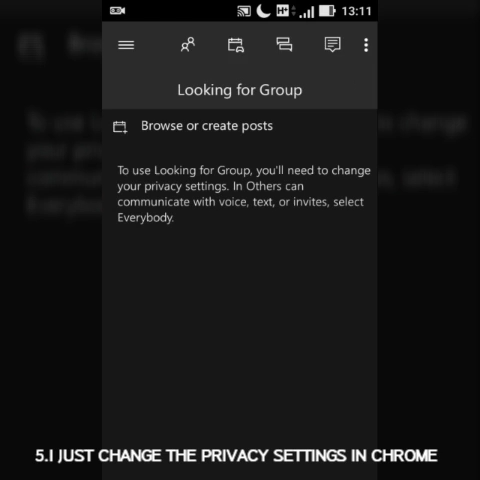 H+ 13:11
Looking for Group
Browse or create posts
To use Looking for Group, you'll need to change
your privacy settings. In Others can
communicate with voice, text, or invites, select
Everybody.
5.I JUST CHANGE THE PRIVACY SETTINGS IN CHROME